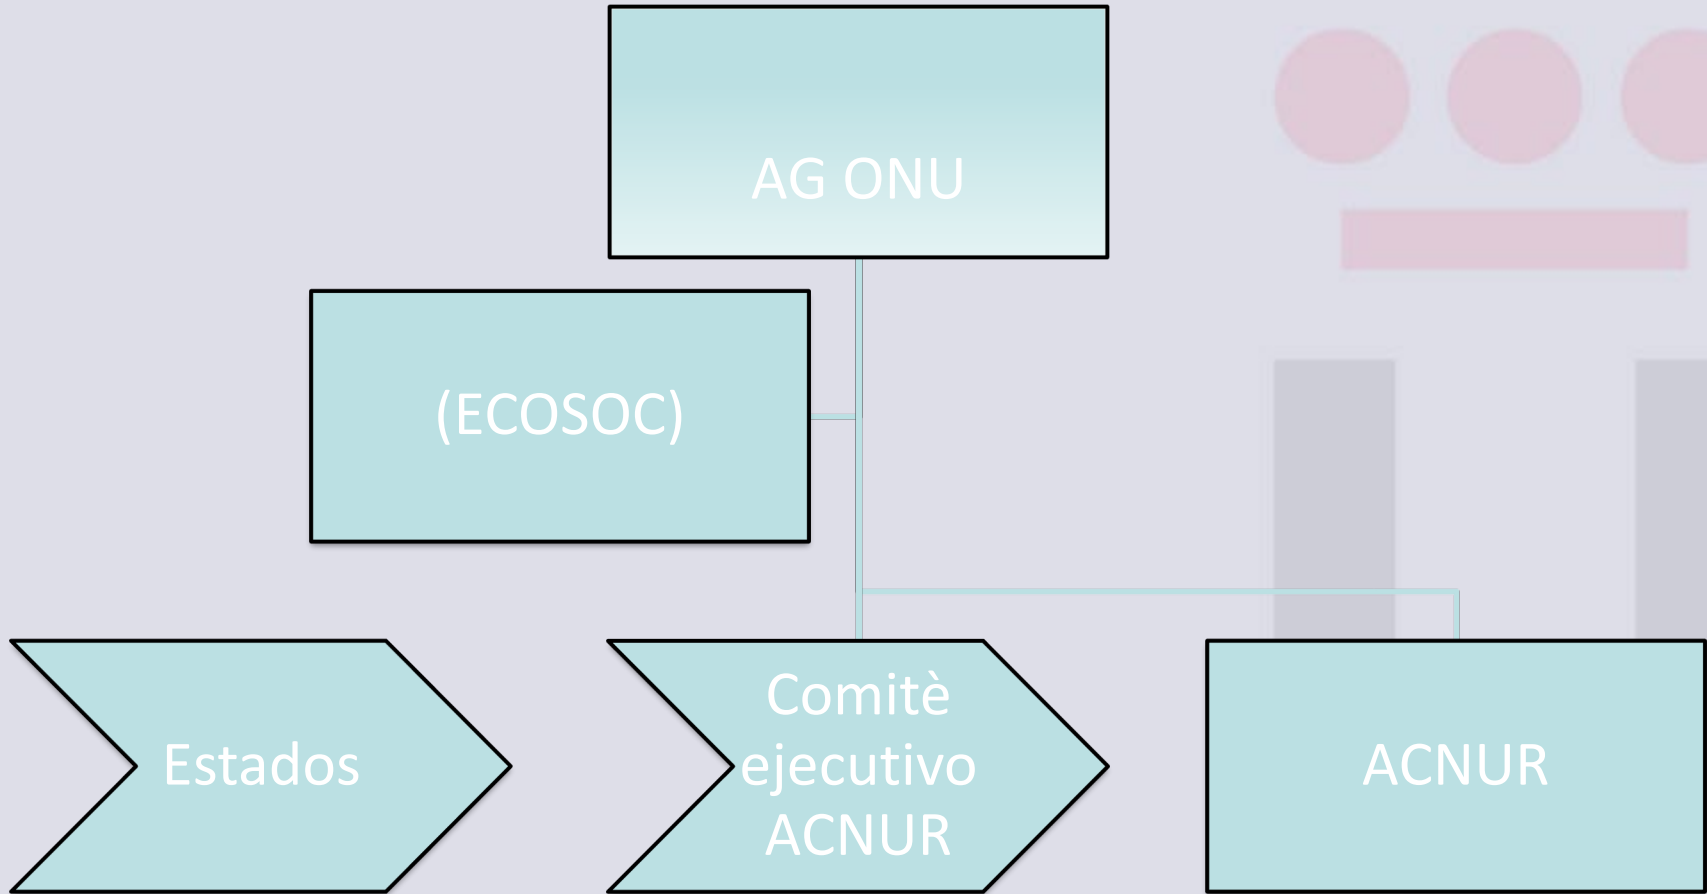 AG ONU
(ECOSOC)
Estados
Comitè
ejecutivo
ACNUR
ACNUR